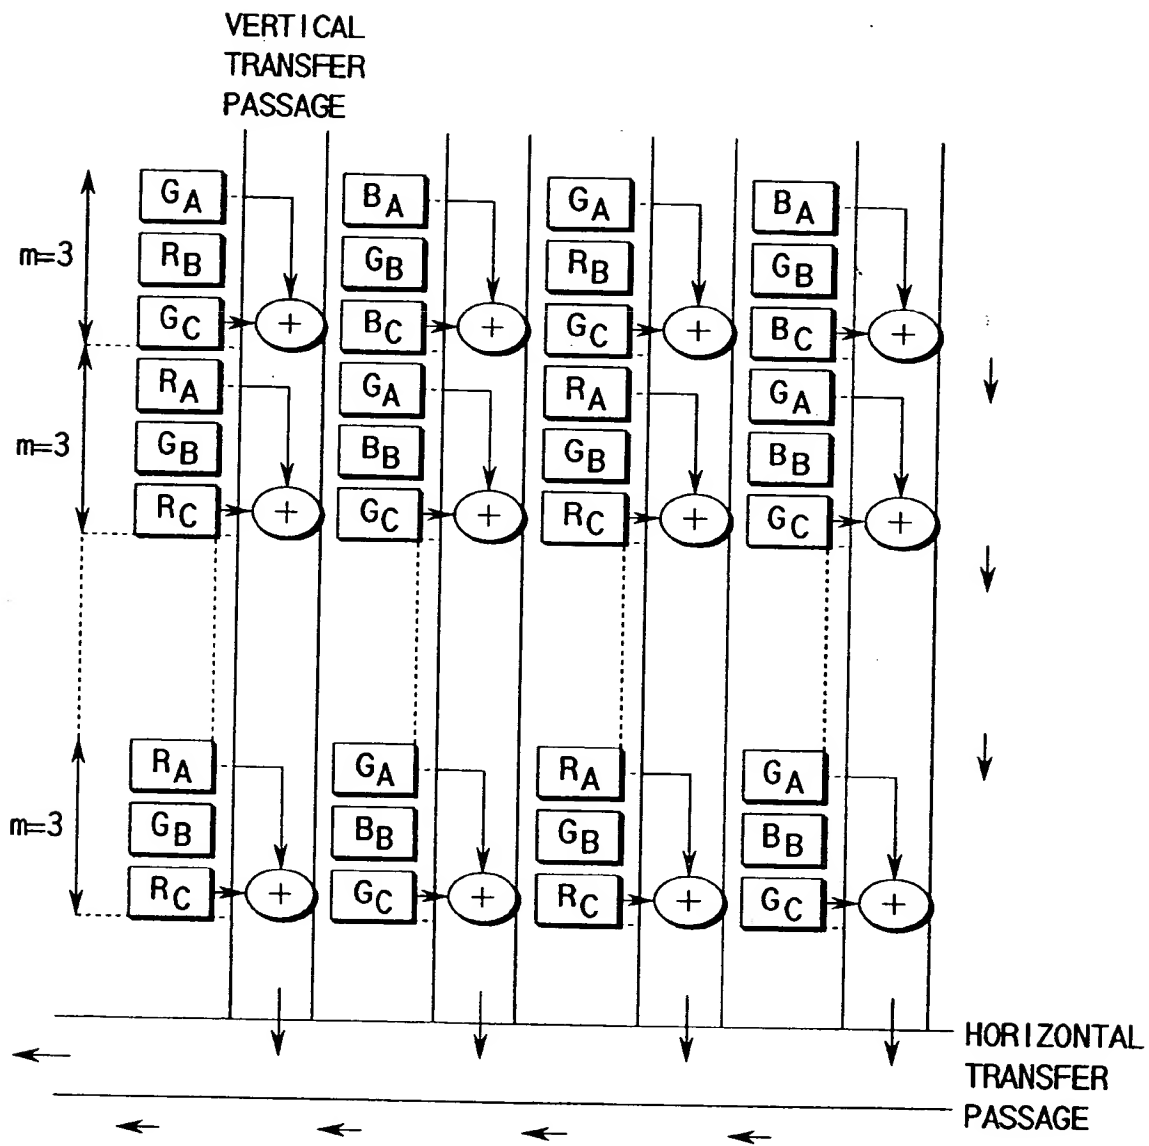 VERTICAL
TRANSFER
PASSAGE
GA BA GA BA
m=3 RB GB RB GB
GC + BC + GC + BC +
RA GA RA GA
m=3 GB BB GB BB
RC + GC + RC + GC +
RA GA RA GA
m=3 GB BB GB BB
RC + GC + RC + GC +
HORIZONTAL
TRANSFER
PASSAGE